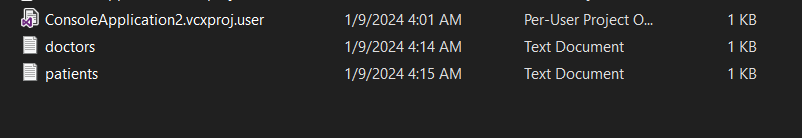 ConsoleApplication2.vcxproj.user 1/9/2024 4:01 AM Per-User Project O... 1 KB
doctors 1/9/2024 4:14 AM Text Document 1 KB
patients 1/9/2024 4:15 AM Text Document 1 KB